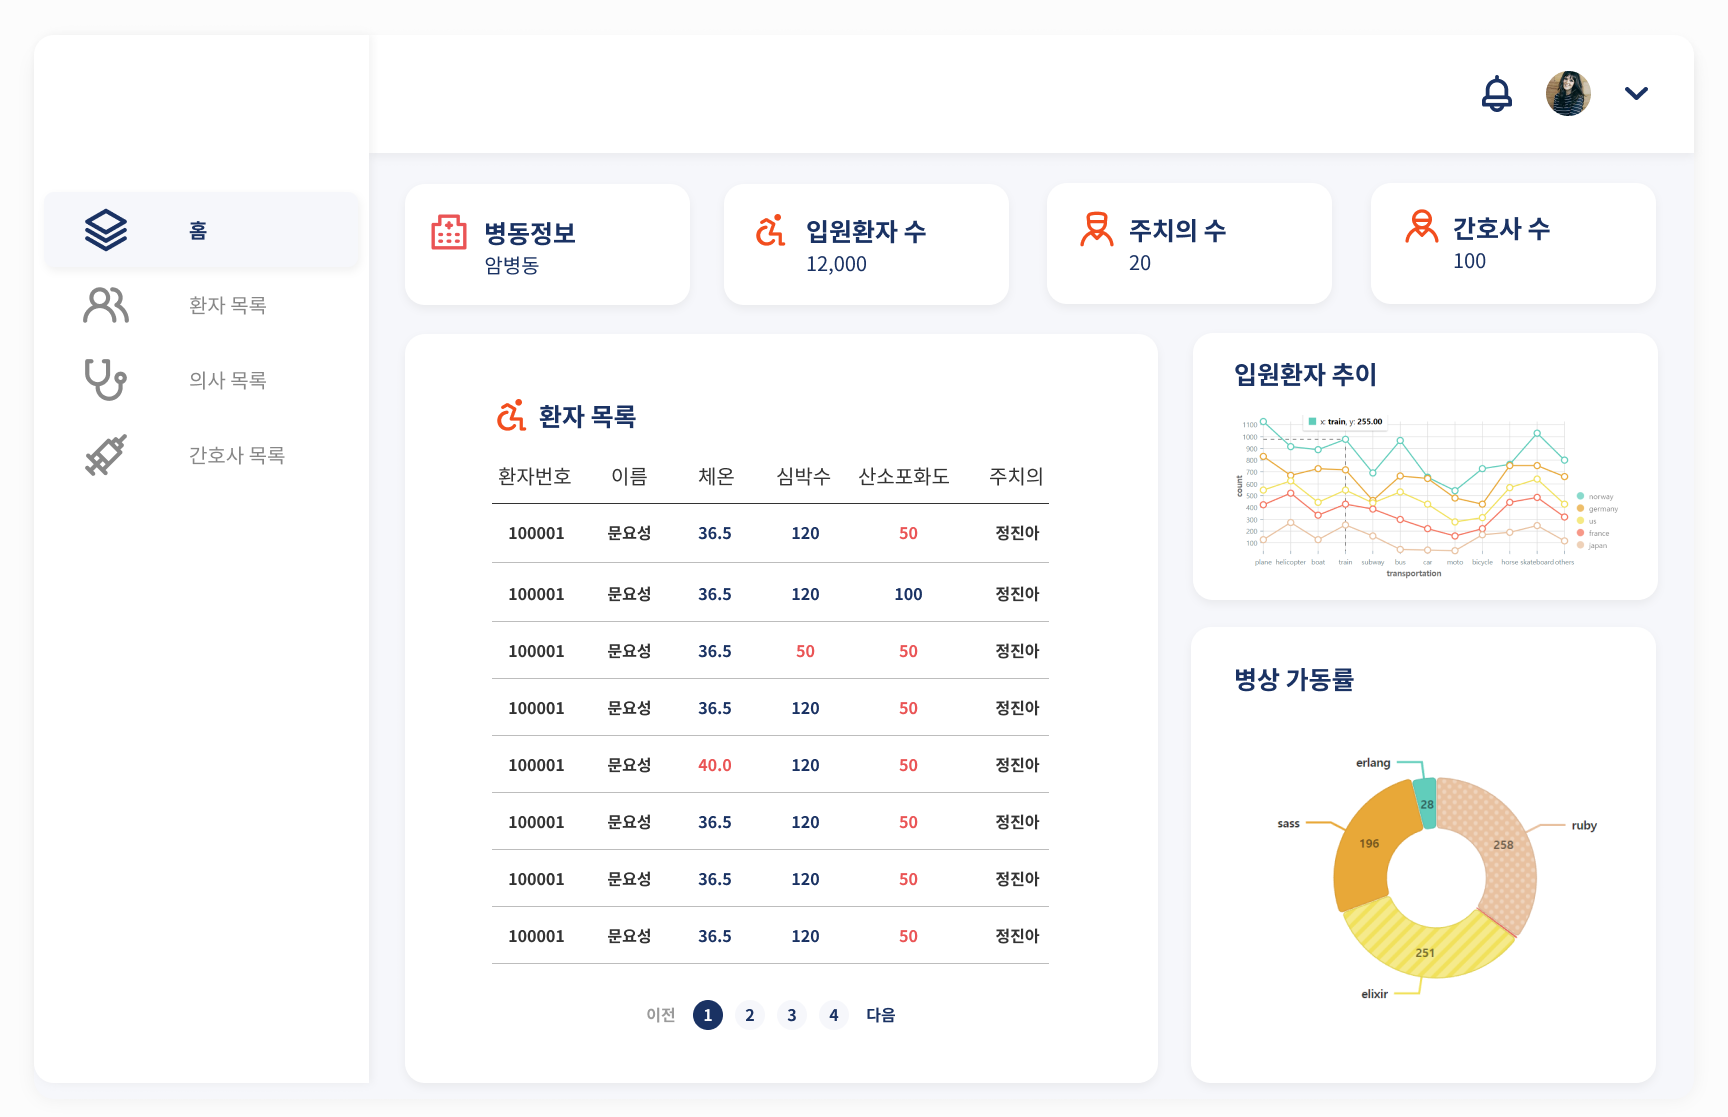 홈
환자 목록
의사 목록
간호사 목록
병동정보
암병동
입원환자 수
12,000
주치의 수
20
간호사 수
100
환자 목록
환자번호 이름 체온 심박수 산소포화도 주치의
100001 문요성 36.5 120 50 정진아
100001 문요성 36.5 120 100 정진아
100001 문요성 36.5 50 50 정진아
100001 문요성 36.5 120 50 정진아
100001 문요성 40.0 120 50 정진아
100001 문요성 36.5 120 50 정진아
100001 문요성 36.5 120 50 정진아
100001 문요성 36.5 120 50 정진아
이전 1 2 3 4 다음
입원환자 추이
x: train, y: 255.00
1100
1000
900
800
700
600
500
400
300
200
100
count
plane helicopter boat train subway bus car moto bicycle horse skateboard others
transportation
norway
germany
us
france
japan
병상 가동률
erlang
28
sass
196
ruby
258
251
elixir